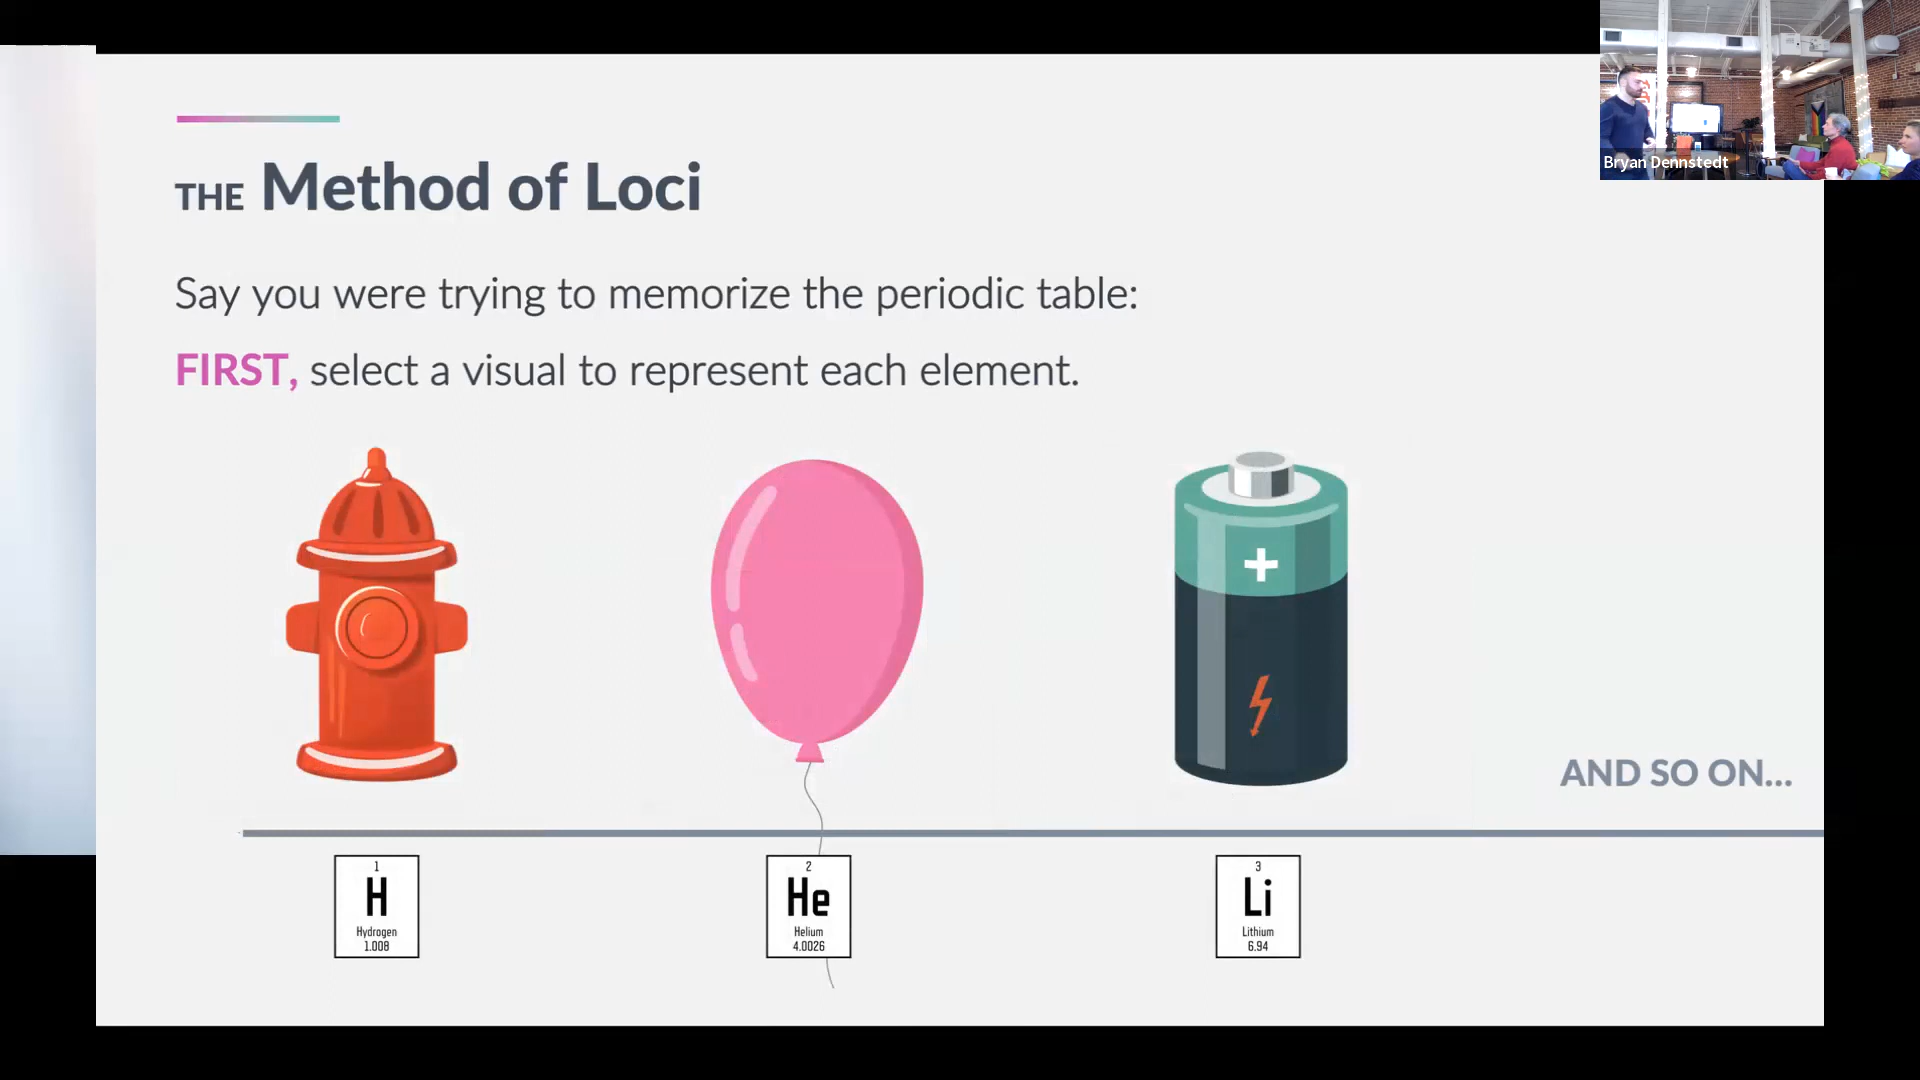 THE Method of Loci
Say you were trying to memorize the periodic table:
FIRST, select a visual to represent each element.
+
AND SO ON...
1
H
Hydrogen
1.008
2
He
Helium
4.0026
3
Li
Lithium
6.94
Bryan Dennstedt